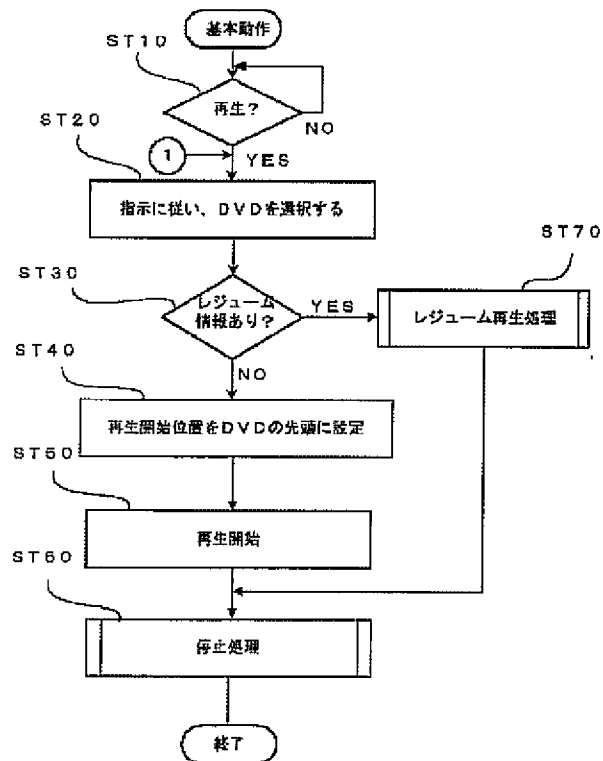 基本動作
ST10
再生？
NO
ST20
1
YES
指示に従い、DVDを選択する
ST70
ST30
レジューム
情報あり？
YES
レジューム再生処理
ST40
NO
再生開始位置をDVDの先頭に設定
ST50
再生開始
ST60
停止処理
終了